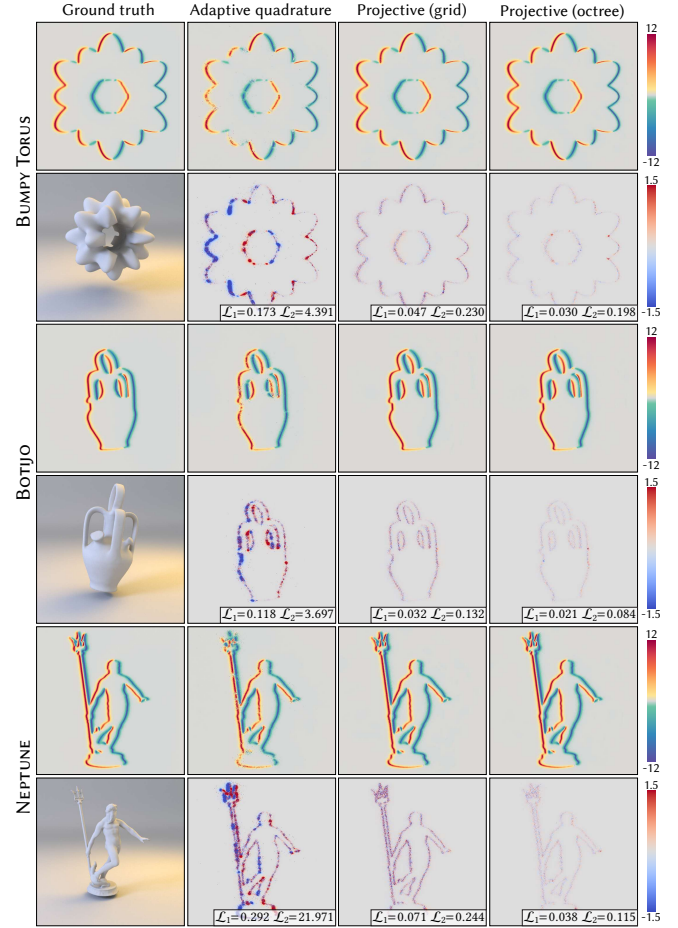 Ground truth Adaptive quadrature Projective (grid) Projective (octree)
12
BUMPY TORUS
-12
1.5
ℒ₁=0.173 ℒ₂=4.391 ℒ₁=0.047 ℒ₂=0.230 ℒ₁=0.030 ℒ₂=0.198 -1.5
12
BOTIJO
-12
1.5
ℒ₁=0.118 ℒ₂=3.697 ℒ₁=0.032 ℒ₂=0.132 ℒ₁=0.021 ℒ₂=0.084 -1.5
12
NEPTUNE
-12
1.5
ℒ₁=0.292 ℒ₂=21.971 ℒ₁=0.071 ℒ₂=0.244 ℒ₁=0.038 ℒ₂=0.115 -1.5